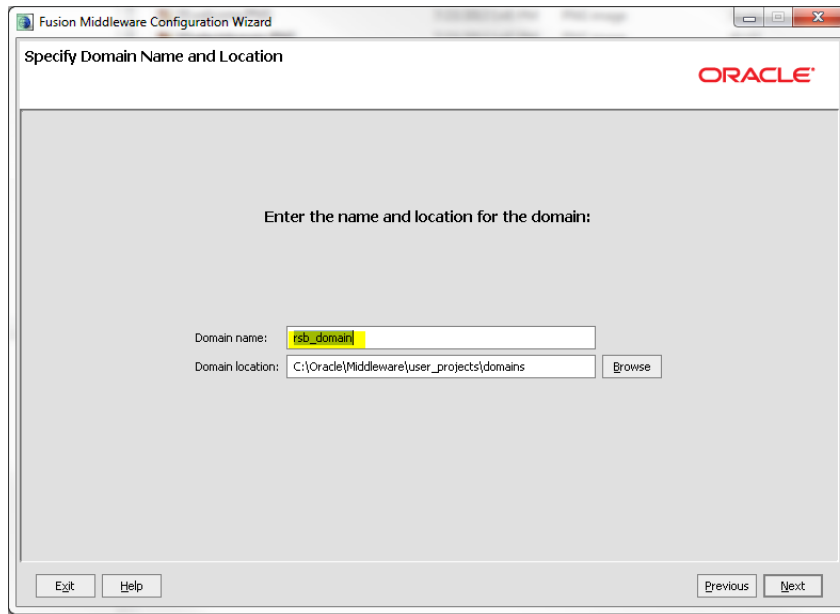 Fusion Middleware Configuration Wizard
Specify Domain Name and Location
ORACLE
Enter the name and location for the domain:
Domain name: rsb_domain
Domain location: C:\Oracle\Middleware\user_projects\domains Browse
Exit Help Previous Next